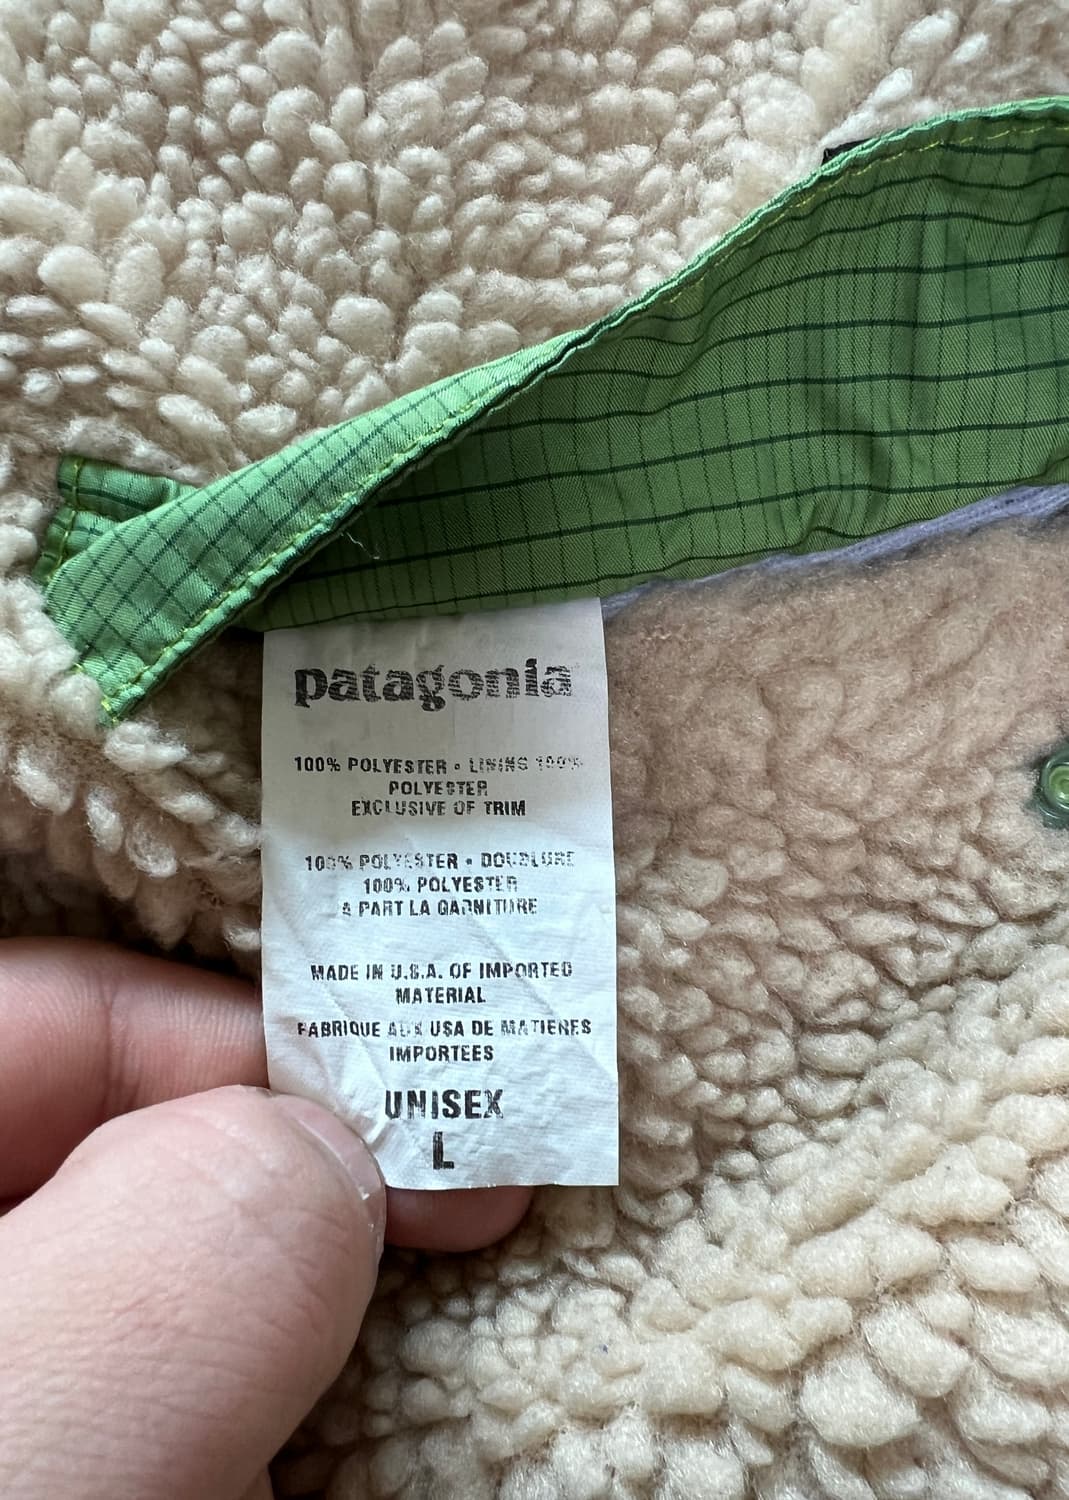 patagonia
100% POLYESTER • LINING 100%
POLYESTER
EXCLUSIVE OF TRIM
100% POLYESTER • DOUBLURE
100% POLYESTER
A PART LA GARNITURE
MADE IN U.S.A. OF IMPORTED
MATERIAL
FABRIQUE AUX USA DE MATIERES
IMPORTEES
UNISEX
L